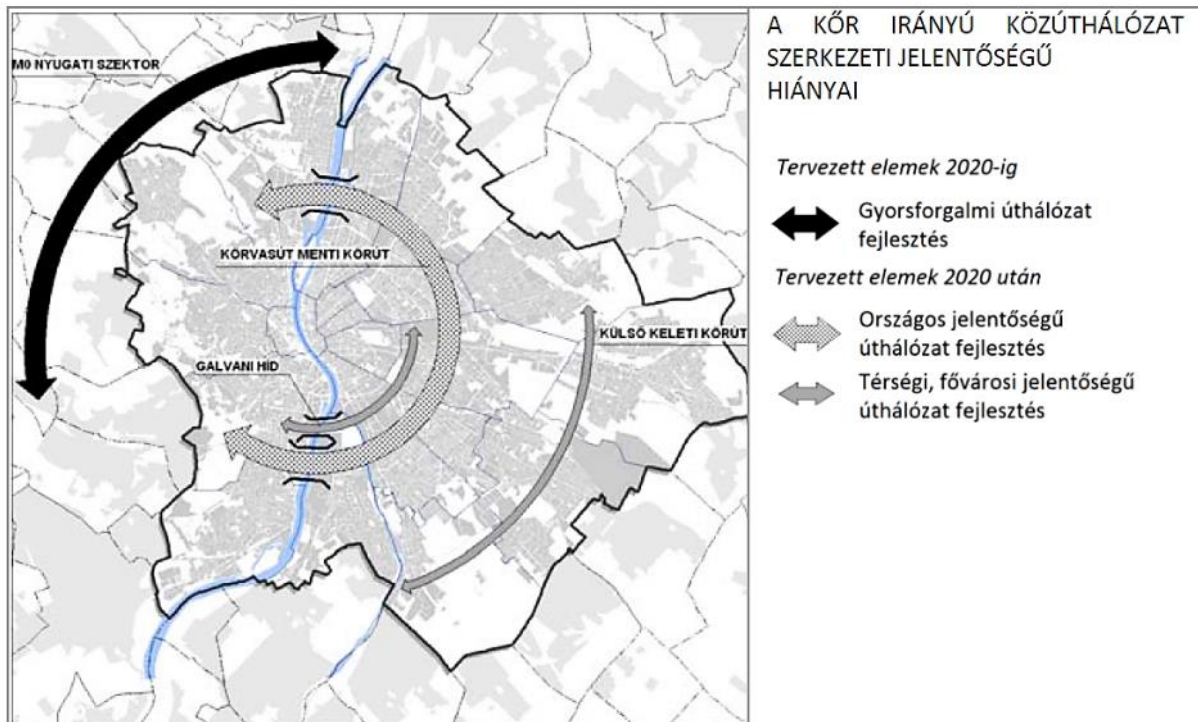 A KŐR IRÁNYÚ KÖZÚTHÁLÓZAT
SZERKEZETI JELENTŐSÉGŰ
HIÁNYAI
Tervezett elemek 2020-ig
Gyorsforgalmi úthálózat
fejlesztés
Tervezett elemek 2020 után
Országos jelentőségű
úthálózat fejlesztés
Térségi, fővárosi jelentőségű
úthálózat fejlesztés
M0 NYUGATI SZEKTOR
KÖRVASÚT MENTI KÖRÚT
KÜLSŐ KELETI KÖRÚT
GALVANI HÍD